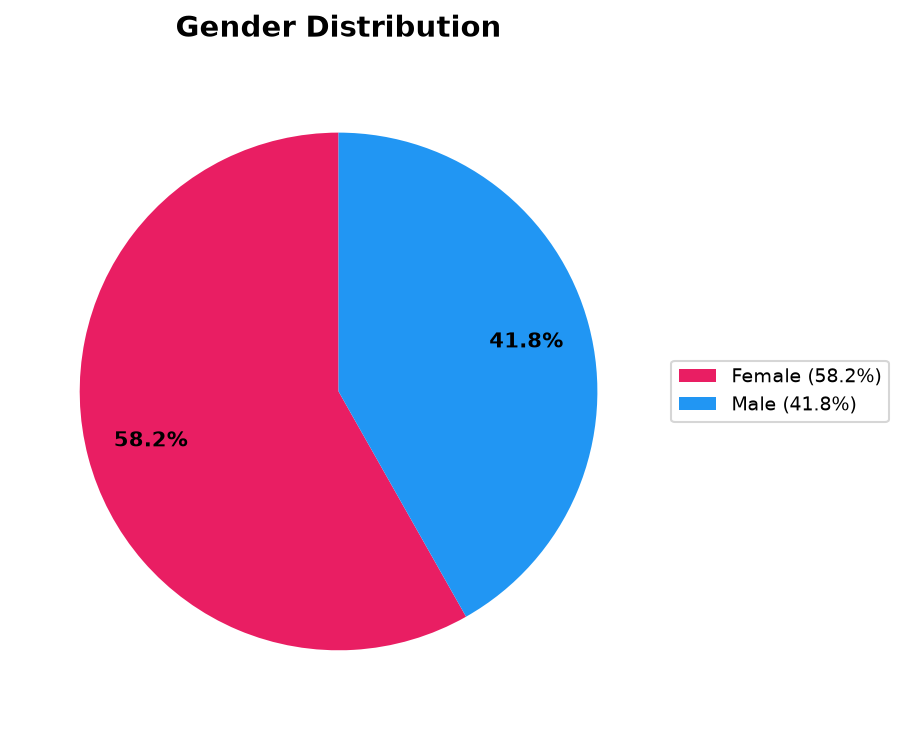 Gender Distribution
41.8%
58.2%
Female (58.2%)
Male (41.8%)